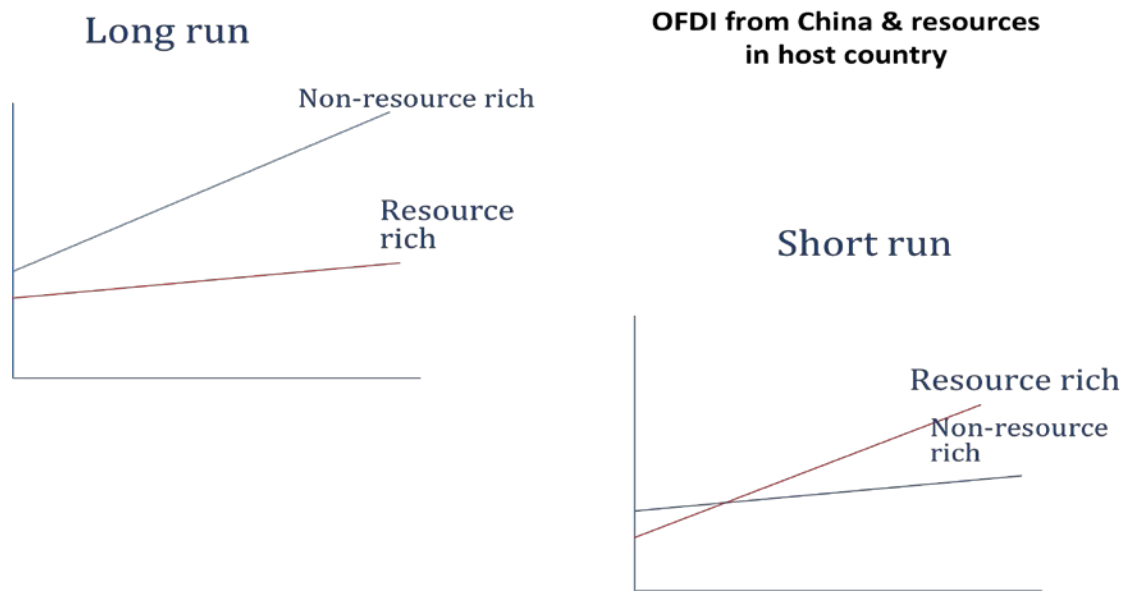 Long run
OFDI from China & resources
in host country
Non-resource rich
Resource
rich
Short run
Resource rich
Non-resource
rich